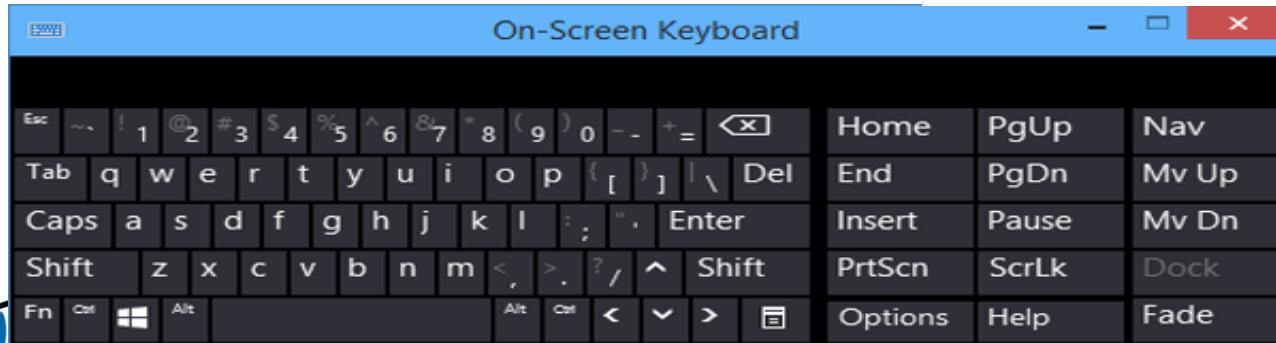 On-Screen Keyboard
Esc ~ ` ! 1 @ 2 # 3 $ 4 % 5 ^ 6 & 7 * 8 ( 9 ) 0 _ - + = Home PgUp Nav
Tab q w e r t y u i o p { [ } ] | \ Del End PgDn Mv Up
Caps a s d f g h j k l : ; " ' Enter Insert Pause Mv Dn
Shift z x c v b n m < , > . ? / Shift PrtScn ScrLk Dock
Fn Ctrl Alt Alt Ctrl Options Help Fade